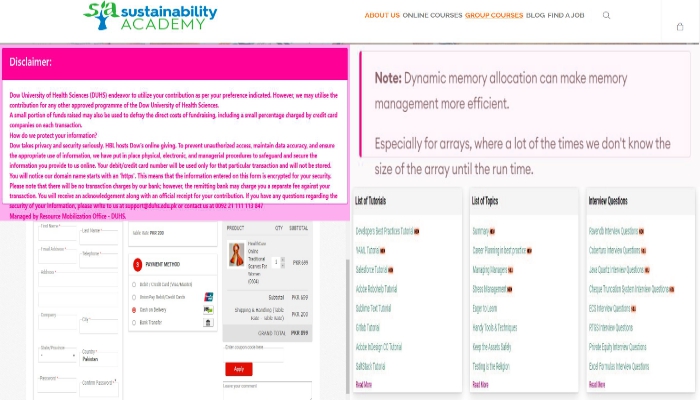 sustainability
ACADEMY
ABOUT US ONLINE COURSES GROUP COURSES BLOG FIND A JOB
Disclaimer:
Dow University of Health Sciences (DUHS) endeavor to utilize your contribution as per your preference indicated. However, we may utilise the
contribution for any other approved programme of the Dow University of Health Sciences.
A small portion of funds raised may also be used to defray the direct costs of fundraising, including a small percentage charged by credit card
companies on each transaction.
How do we protect your information?
Dow takes privacy and security seriously. HBL hosts Dow's online giving. To prevent unauthorized access, maintain data accuracy, and ensure
the appropriate use of information, we have put in place physical, electronic, and managerial procedures to safeguard and secure the
information you provide to us online. Your debit/credit card number will be used only for that particular transaction and will not be stored.
You will notice our domain name starts with an 'https'. This means the information entered on this form is encrypted for your security.
Please note that there will be no transaction charges by our bank; however, the remitting bank may charge you a separate fee against your
transaction. You will receive an acknowledgement along with an official receipt for your contribution. If you have any questions regarding the
security of your information, please write to us at support@duhs.edu.pk or contact us at 0092 21 111 113 847
Managed by Resource Mobilization Office - DUHS.
Note: Dynamic memory allocation can make memory
management more efficient.
Especially for arrays, where a lot of the times we don't know the
size of the array until the run time.
First Name *
Last Name *
Email Address *
Telephone *
Address *
Company
City *
State/Province
Country *
Pakistan
Password *
Confirm Password *
Table Rate PKR 200
3 PAYMENT METHOD
Debit / Credit Card (Visa/Master)
UnionPay Debit/Credit Cards
Cash on Delivery
Bank Transfer
PRODUCT QTY SUBTOTAL
Healthline
Online
Traditional
For
Women
(0004)
1
PKR 699
Subtotal PKR 699
Shipping & Handling (Table
Rate - Table Rate)
PKR 200
GRAND TOTAL PKR 899
Enter coupon code here
Apply
Leave your comment
List of Tutorials
Developers Best Practices Tutorial
YAML Tutorial
Salesforce Tutorial
Adobe Robohelp Tutorial
Sublime Text Tutorial
GitLab Tutorial
Adobe InDesign CC Tutorial
SaltStack Tutorial
Read More
List of Topics
Summary
Career Planning in best practice
Managing Managers
Stress Management
Eager to Learn
Handy Tools & Techniques
Keep the Assets Safely
Testing is the Religion
Read More
Interview Questions
Ravendb Interview Questions
Cobertura Interview Questions
Java Quartz Interview Questions
Cheque Truncation System Interview Questions
ECG Interview Questions
RTGS Interview Questions
Private Equity Interview Questions
Excel Formulas Interview Questions
Read More